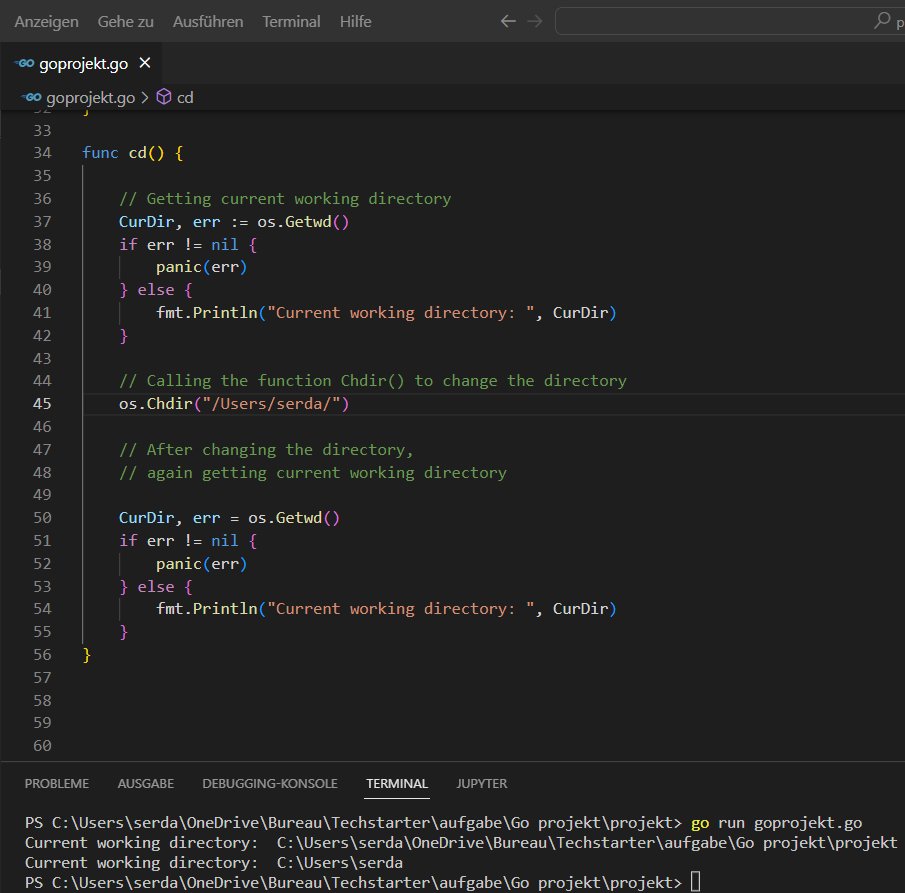 Anzeigen Gehe zu Ausführen Terminal Hilfe p
goprojekt.go
goprojekt.go > cd
32 }
33
34 func cd() {
35
36 // Getting current working directory
37 CurDir, err := os.Getwd()
38 if err != nil {
39 panic(err)
40 } else {
41 fmt.Println("Current working directory: ", CurDir)
42 }
43
44 // Calling the function Chdir() to change the directory
45 os.Chdir("/Users/serda/")
46
47 // After changing the directory,
48 // again getting current working directory
49
50 CurDir, err = os.Getwd()
51 if err != nil {
52 panic(err)
53 } else {
54 fmt.Println("Current working directory: ", CurDir)
55 }
56 }
57
58
59
60
PROBLEME AUSGABE DEBUGGING-KONSOLE TERMINAL JUPYTER
PS C:\Users\serda\OneDrive\Bureau\Techstarter\aufgabe\Go projekt\projekt> go run goprojekt.go
Current working directory:  C:\Users\serda\OneDrive\Bureau\Techstarter\aufgabe\Go projekt\projekt
Current working directory:  C:\Users\serda
PS C:\Users\serda\OneDrive\Bureau\Techstarter\aufgabe\Go projekt\projekt>